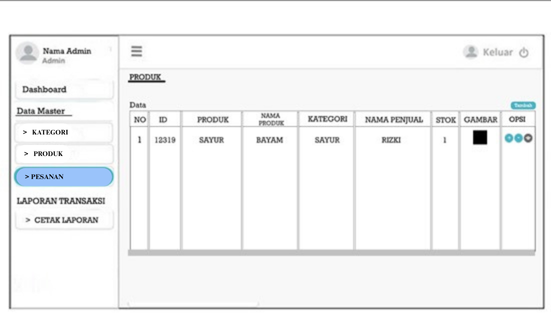 Nama Admin
Admin
Keluar
PRODUK
Dashboard
Data Master
> KATEGORI
> PRODUK
> PESANAN
LAPORAN TRANSAKSI
> CETAK LAPORAN
Data
Tambah
NO ID PRODUK NAMA PRODUK KATEGORI NAMA PENJUAL STOK GAMBAR OPSI
1 12319 SAYUR BAYAM SAYUR RIZKI 1